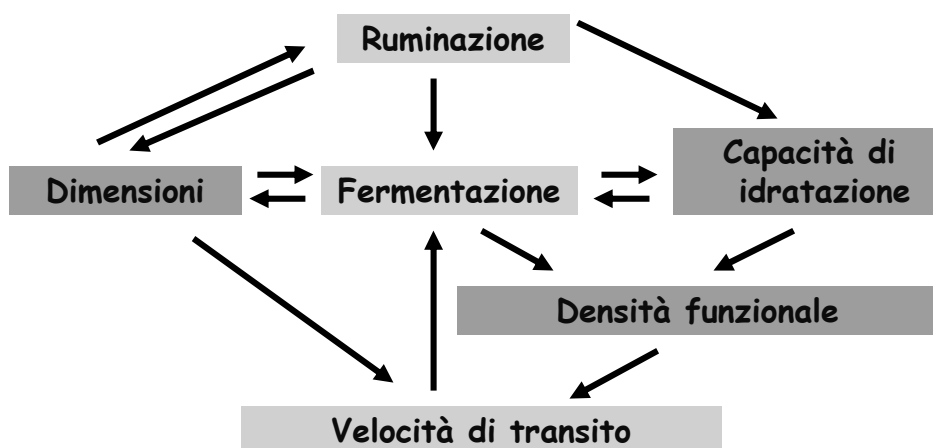 Ruminazione
Capacità di
idratazione
Dimensioni
Fermentazione
Densità funzionale
Velocità di transito